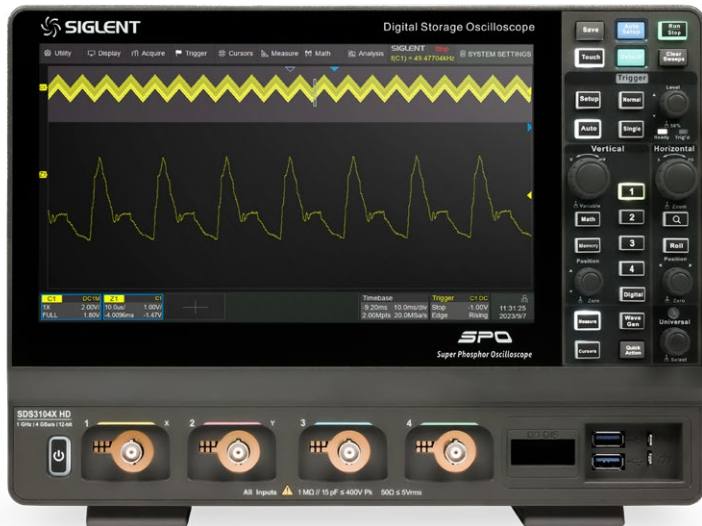 SIGLENT
Digital Storage Oscilloscope
Utility Display Acquire Trigger Cursors Measure Math Analysis SIGLENT Stop SYSTEM SETTINGS
f(C1) = 49.47704kHz
C1 DC1M Z1 C1 Timebase Trigger C1 DC
1X 2.00V/ 10.0us/ 1.00V/ -9.20ms 10.0ms/div Stop -1.00V 11:31:25
FULL 1.80V -4.0096ms -1.47V 2.00Mpts 20.0MSa/s Edge Rising 2023/9/7
SPO
Super Phosphor Oscilloscope
Save
Auto Setup
Run Stop
Touch
Default
Clear Sweeps
Trigger
Setup
Normal
Level
50%
Auto
Single
Ready Trig'd
Vertical
Horizontal
Variable
1
Zoom
Math
2
Memory
3
Roll
Position
4
Position
Zero
Digital
Zero
Measure
Wave Gen
Universal
Cursors
Quick Action
Select
SDS3104X HD
1 GHz | 4 GSa/s | 12-bit
1 X 2 Y 3 4
All Inputs 1 MΩ // 15 pF ≤ 400V Pk 50Ω ≤ 5Vrms